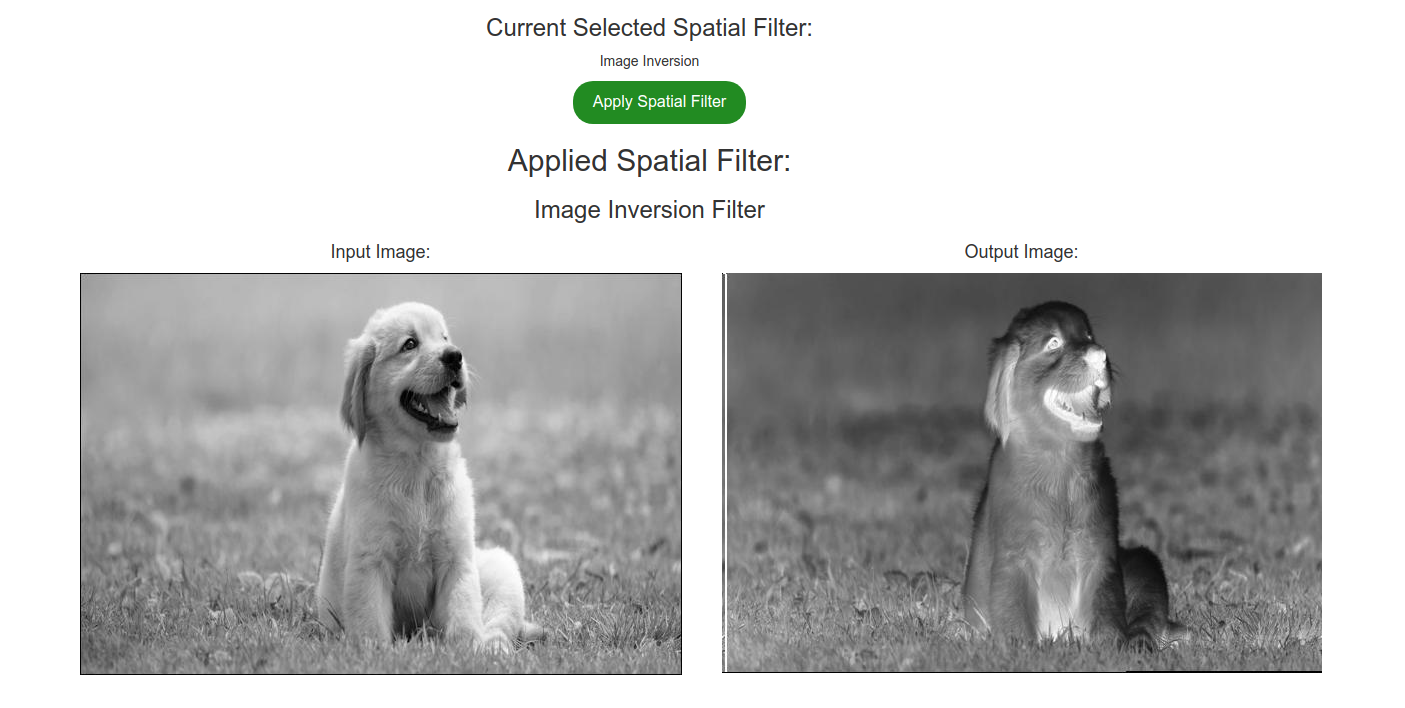 Current Selected Spatial Filter:
Image Inversion
Apply Spatial Filter
Applied Spatial Filter:
Image Inversion Filter
Input Image:
Output Image: